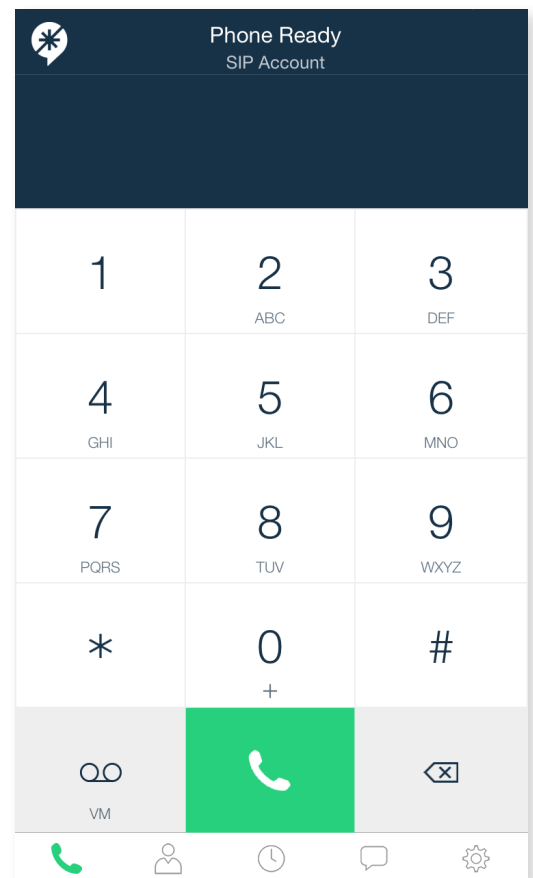 Phone Ready
SIP Account
1 2 3
ABC DEF
4 5 6
GHI JKL MNO
7 8 9
PQRS TUV WXYZ
* 0 #
+
VM